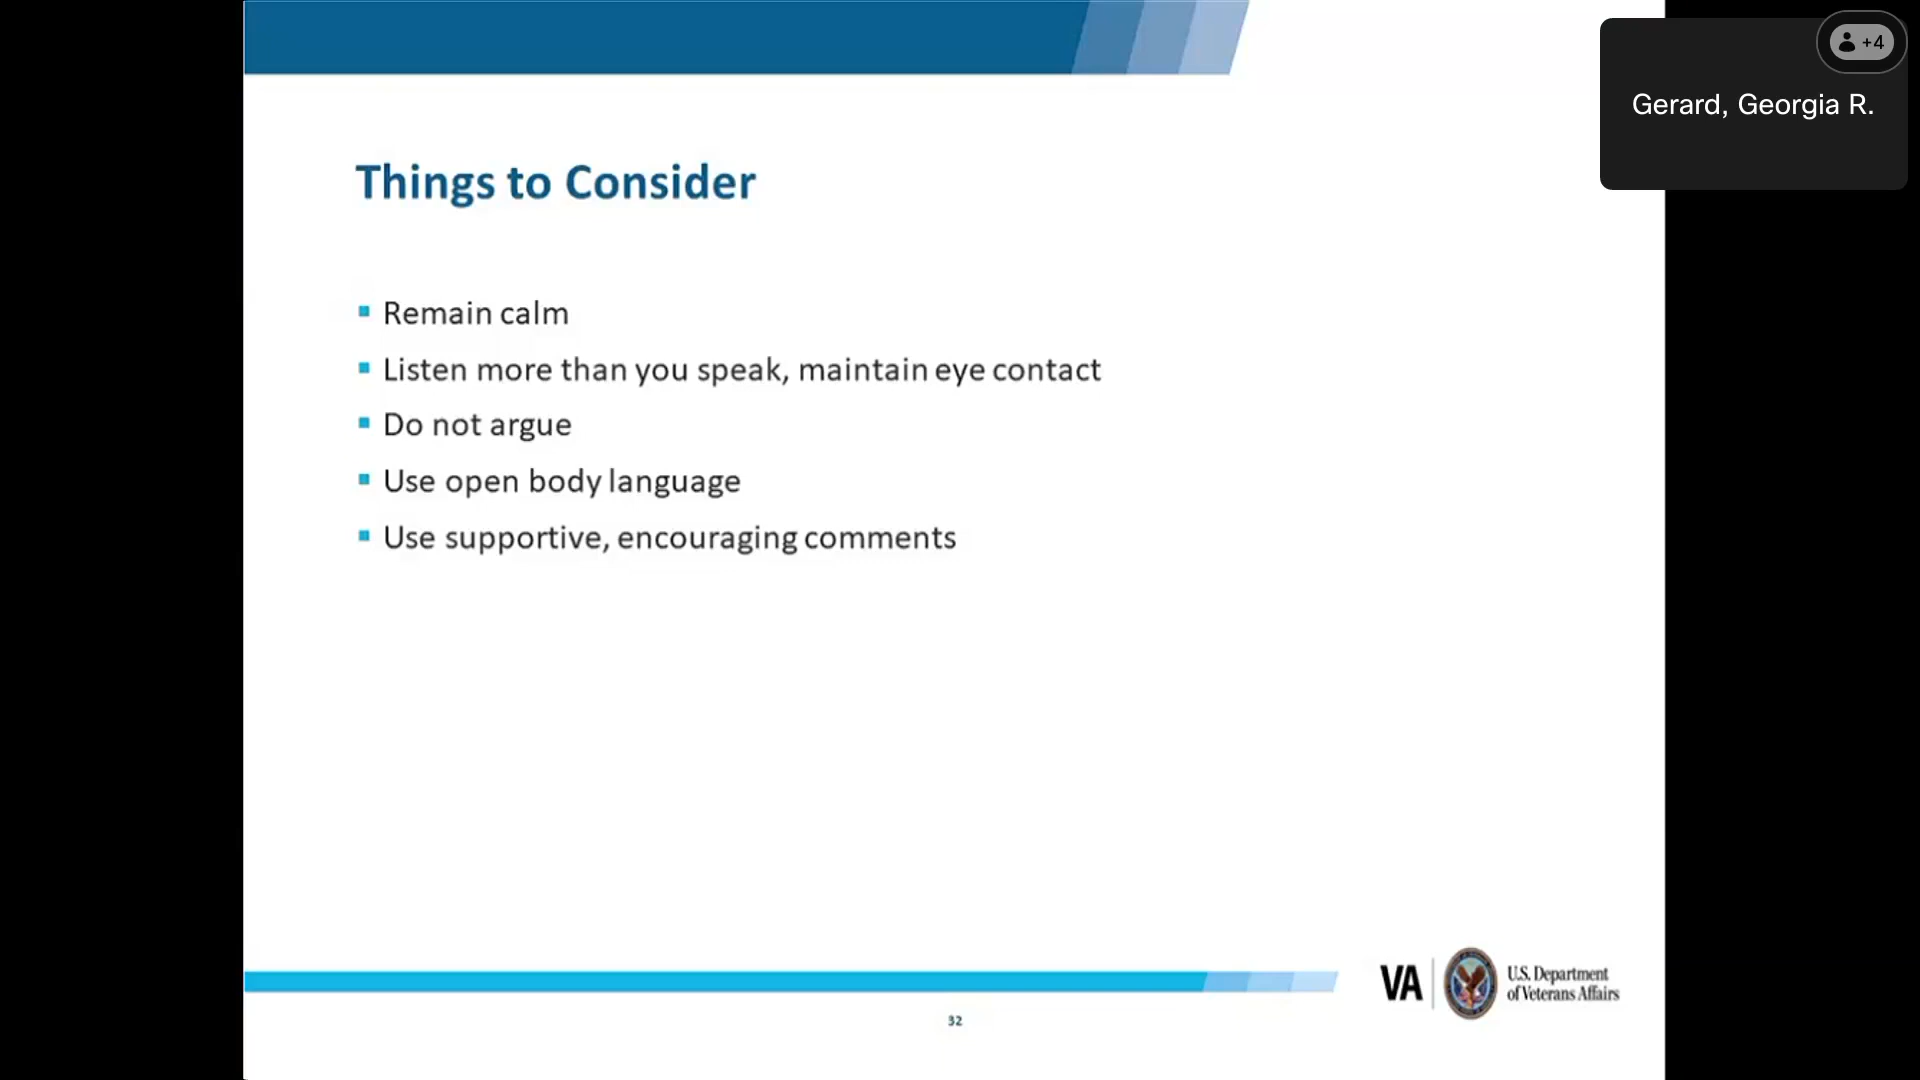 +4
Gerard, Georgia R.
Things to Consider
Remain calm
Listen more than you speak, maintain eye contact
Do not argue
Use open body language
Use supportive, encouraging comments
VA
U.S. Department
of Veterans Affairs
32